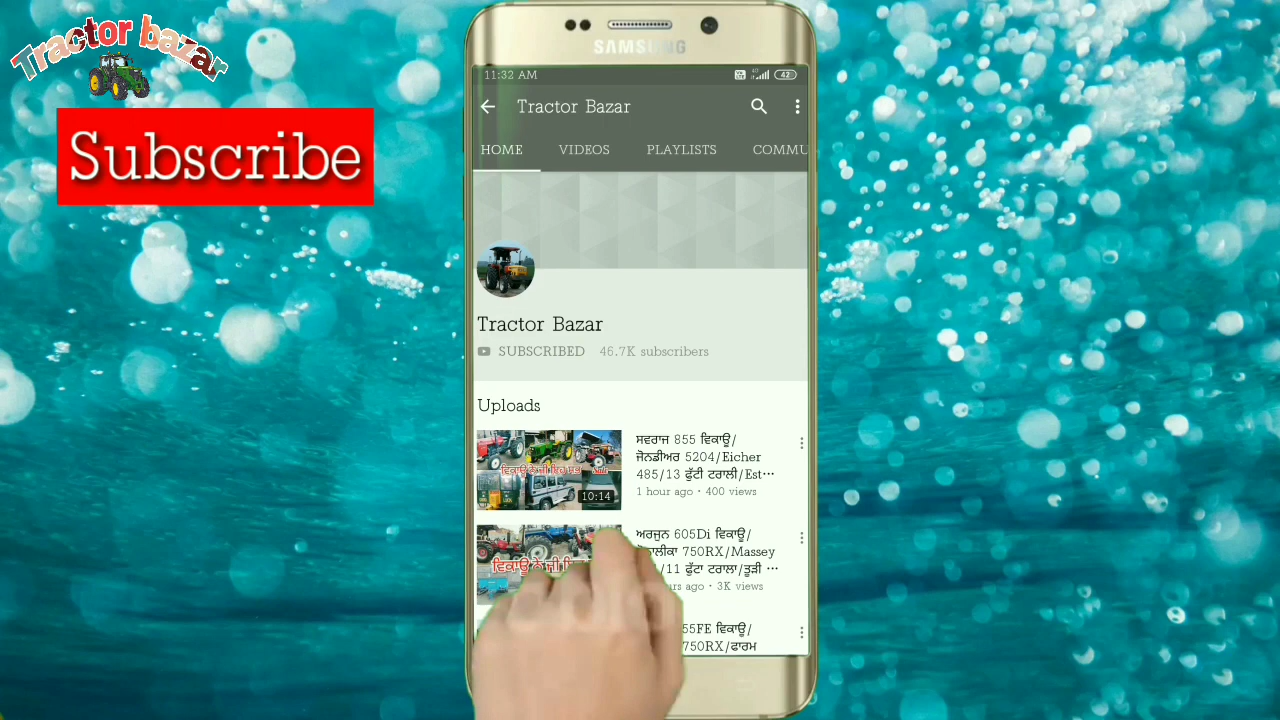 Tractor bazar
Subscribe
SAMSUNG
11:32 AM
42
Tractor Bazar
HOME VIDEOS PLAYLISTS COMMU
Tractor Bazar
SUBSCRIBED 46.7K subscribers
Uploads
ਸਵਰਾਜ 855 ਵਿਕਾਊ/
ਜੋਨਡੀਅਰ 5204/Eicher
485/13 ਫੁੱਟੀ ਟਰਾਲੀ/Est...
1 hour ago · 400 views
10:14
ਅਰਜੁਨ 605Di ਵਿਕਾਊ/
750RX/Massey
/11 ਫੁੱਟਾ ਟਰਾਲਾ/ਤੂੜੀ ...
ago · 3K views
ਵਿਕਾਊ ਨੇ ਜੀ
55FE ਵਿਕਾਊ/
750RX/ਫਾਰਮ